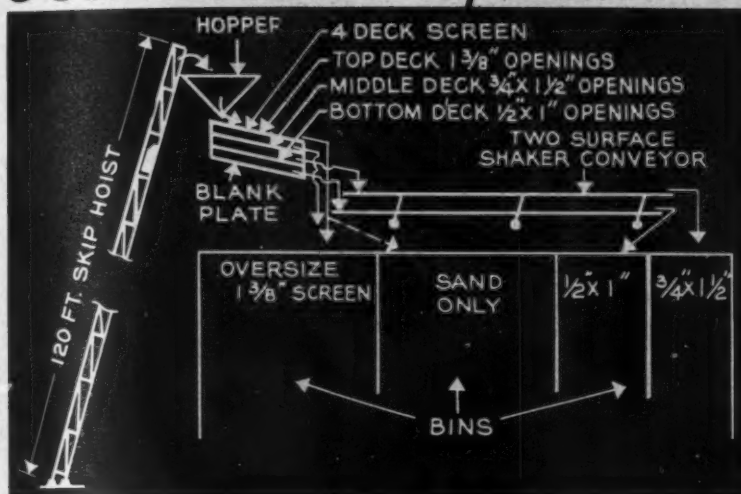 HOPPER
4 DECK SCREEN
TOP DECK 1 3/8" OPENINGS
MIDDLE DECK 3/4" X 1 1/2" OPENINGS
BOTTOM DECK 1/2" X 1" OPENINGS
TWO SURFACE
SHAKER CONVEYOR
BLANK
PLATE
120 FT. SKIP HOIST
OVERSIZE
1 3/8" SCREEN
SAND
ONLY
1/2" X 1"
3/4" X 1 1/2"
BINS